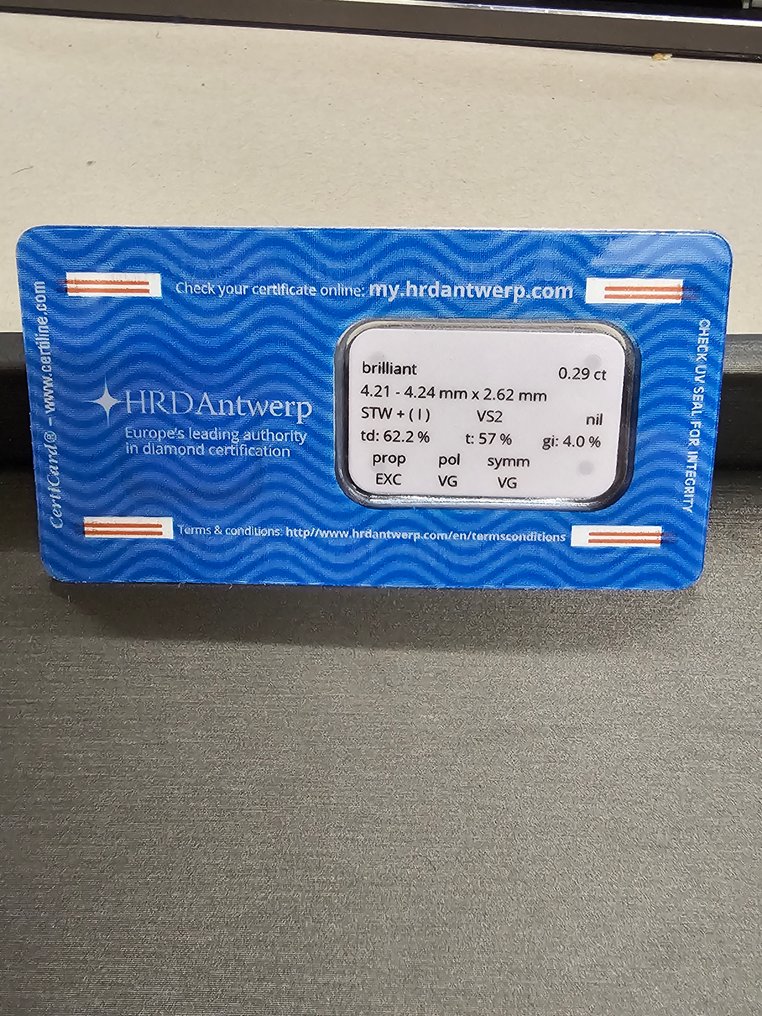 Check your certificate online: my.hrdantwerp.com
CertiCard® - www.certiline.com
HRDAntwerp
Europe's leading authority
in diamond certification
brilliant 0.29 ct
4.21 - 4.24 mm x 2.62 mm
STW + ( I ) VS2 nil
td: 62.2 % t: 57 % gi: 4.0 %
prop pol symm
EXC VG VG
CHECK UV SEAL FOR INTEGRITY
Terms & conditions: http//www.hrdantwerp.com/en/termsconditions